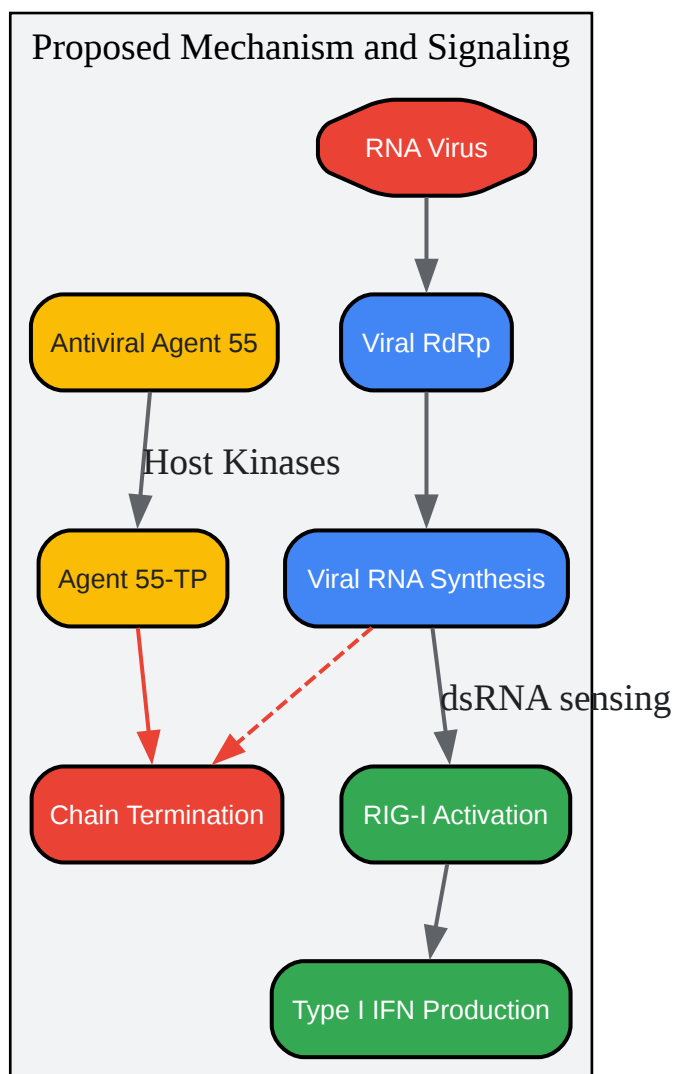 Proposed Mechanism and Signaling
RNA Virus
Antiviral Agent 55
Viral RdRp
Host Kinases
Agent 55-TP
Viral RNA Synthesis
dsRNA sensing
Chain Termination
RIG-I Activation
Type I IFN Production